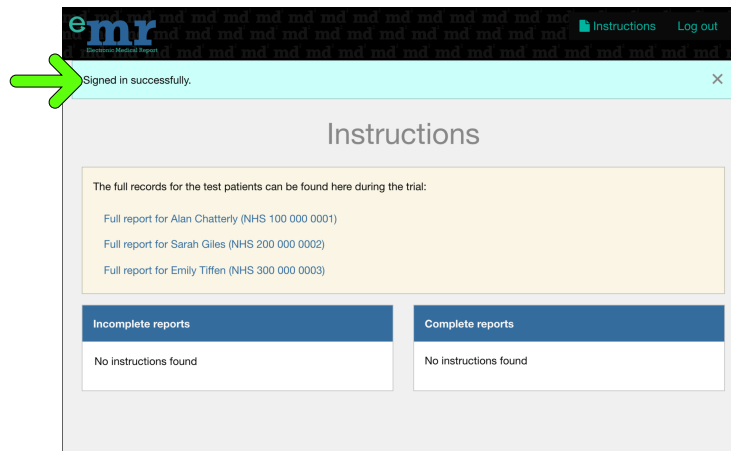 emr
Electronic Medical Report
Instructions Log out
Signed in successfully. ×
Instructions
The full records for the test patients can be found here during the trial:
Full report for Alan Chatterly (NHS 100 000 0001)
Full report for Sarah Giles (NHS 200 000 0002)
Full report for Emily Tiffen (NHS 300 000 0003)
Incomplete reports
No instructions found
Complete reports
No instructions found